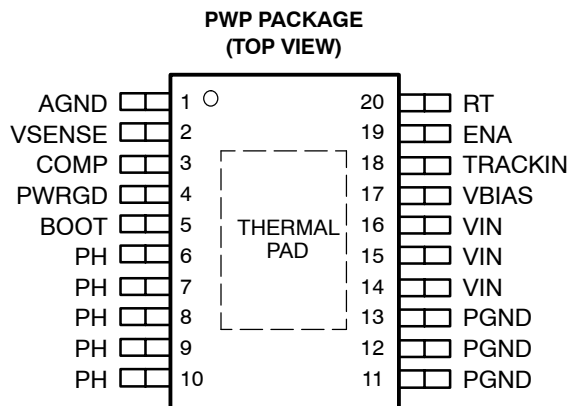 PWP PACKAGE
(TOP VIEW)
AGND 1 20 RT
VSENSE 2 19 ENA
COMP 3 18 TRACKIN
PWRGD 4 17 VBIAS
BOOT 5 16 VIN
PH 6 15 VIN
PH 7 14 VIN
PH 8 13 PGND
PH 9 12 PGND
PH 10 11 PGND
THERMAL
PAD